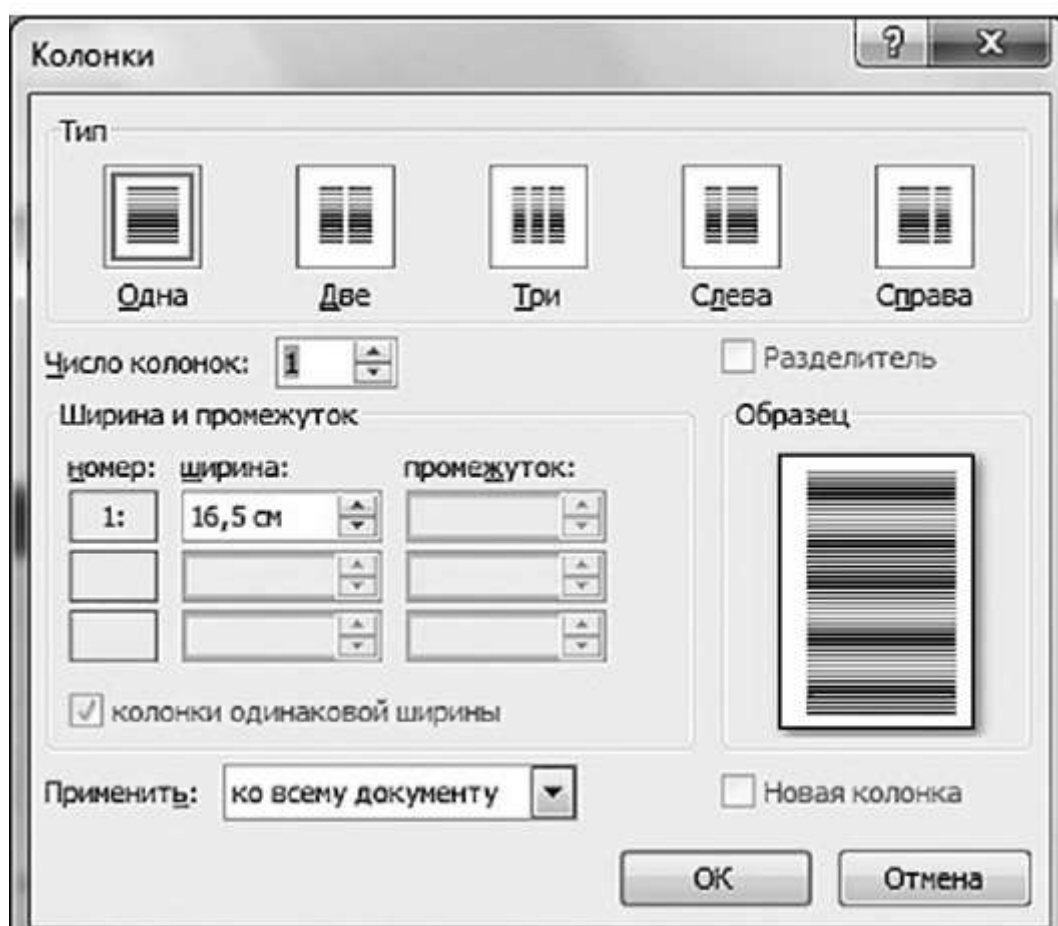 Колонки
Тип
Одна Две Три Слева Справа
Число колонок: 1 Разделитель
Ширина и промежуток Образец
номер: ширина: промежуток:
1: 16,5 см
колонки одинаковой ширины
Применить: ко всему документу Новая колонка
ОК Отмена